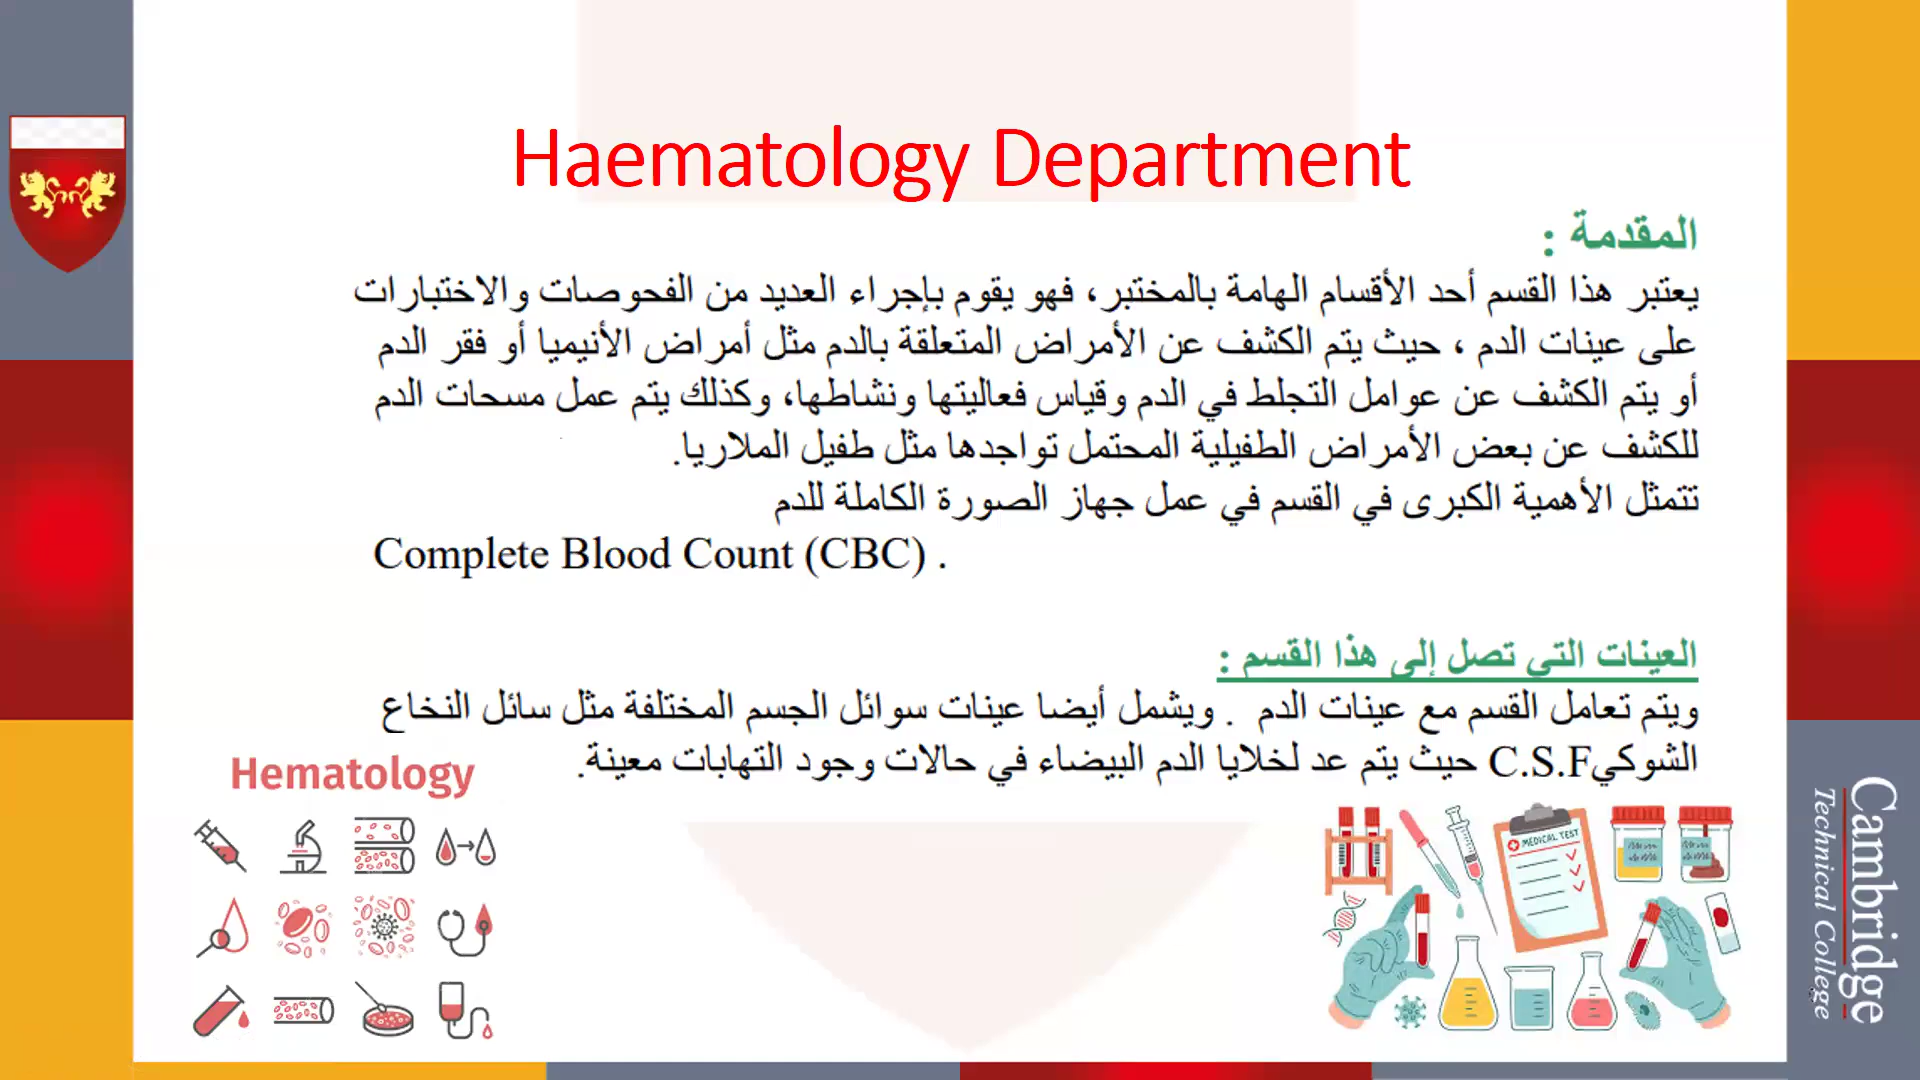 Haematology Department
المقدمة :
يعتبر هذا القسم أحد الأقسام الهامة بالمختبر، فهو يقوم بإجراء العديد من الفحوصات والاختبارات
على عينات الدم ، حيث يتم الكشف عن الأمراض المتعلقة بالدم مثل أمراض الأنيميا أو فقر الدم
أو يتم الكشف عن عوامل التجلط في الدم وقياس فعاليتها ونشاطها، وكذلك يتم عمل مسحات الدم
للكشف عن بعض الأمراض الطفيلية المحتمل تواجدها مثل طفيل الملاريا.
تتمثل الأهمية الكبرى في القسم في عمل جهاز الصورة الكاملة للدم
Complete Blood Count (CBC) .
العينات التي تصل إلى هذا القسم :
ويتم تعامل القسم مع عينات الدم . ويشمل أيضا عينات سوائل الجسم المختلفة مثل سائل النخاع
الشوكيC.S.F حيث يتم عد لخلايا الدم البيضاء في حالات وجود التهابات معينة.
Hematology
MEDICAL TEST
Cambridge
Technical College